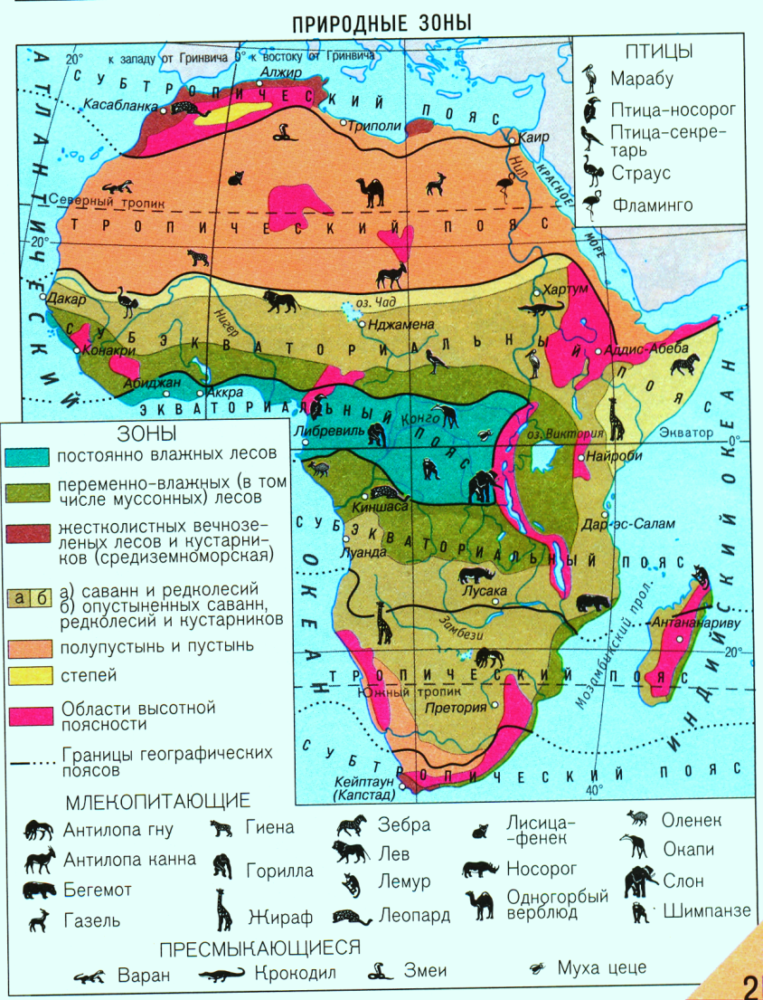 ПРИРОДНЫЕ ЗОНЫ
20° к западу от Гринвича 0° к востоку от Гринвича
ПТИЦЫ
Марабу
Птица-носорог
Птица-секре-
тарь
Страус
Фламинго
АТЛАНТИЧЕСКИЙ
ОКЕАН
СУБТРОПИЧЕСКИЙ ПОЯС
Алжир
Касабланка
Триполи
Каир
Нил
КРАСНОЕ
МОРЕ
Северный тропик
ТРОПИЧЕСКИЙ ПОЯС
20°
Дакар
оз. Чад
Хартум
Нигер
Нджамена
СУБЭКВАТОРИАЛЬНЫЙ ПОЯС
Конакри
Аддис-Абеба
Абиджан
Аккра
ЭКВАТОРИАЛЬНЫЙ ПОЯС
Конго
Либревиль
оз. Виктория
Экватор
0°
Найроби
Киншаса
Дар-эс-Салам
СУБЭКВАТОРИАЛЬНЫЙ ПОЯС
Луанда
Лусака
Замбези
Мозамбикский прол.
Антананариву
20°
ТРОПИЧЕСКИЙ ПОЯС
Южный тропик
Претория
ИНДИЙСКИЙ ОКЕАН
СУБТРОПИЧЕСКИЙ ПОЯС
Кейптаун
(Капстад)
40°
ЗОНЫ
постоянно влажных лесов
переменно-влажных (в том
числе муссонных) лесов
жестколистных вечнозе-
леных лесов и кустарни-
ков (средиземноморская)
а б а) саванн и редколесий
б) опустыненных саванн,
редколесий и кустарников
полупустынь и пустынь
степей
Области высотной
поясности
Границы географических
поясов
МЛЕКОПИТАЮЩИЕ
Антилопа гну
Антилопа канна
Бегемот
Газель
Гиена
Горилла
Жираф
Зебра
Лев
Лемур
Леопард
Лисица-
-фенек
Носорог
Одногорбый
верблюд
Оленек
Окапи
Слон
Шимпанзе
ПРЕСМЫКАЮЩИЕСЯ
Варан
Крокодил
Змеи
Муха цеце
2